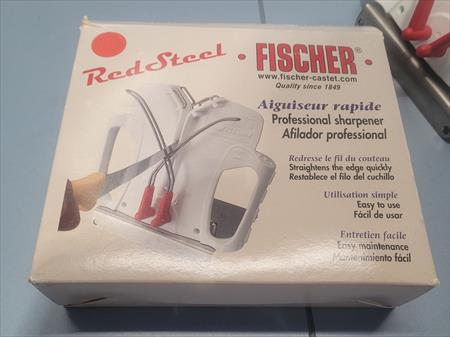 Red Steel • FISCHER® •
www.fischer-castet.com
Quality since 1849
Aiguiseur rapide
Professional sharpener
Afilador professional
Redresse le fil du couteau
Straightens the edge quickly
Restablece el filo del cuchillo
Utilisation simple
Easy to use
Fácil de usar
Entretien facile
Easy maintenance
Mantenimiento fácil